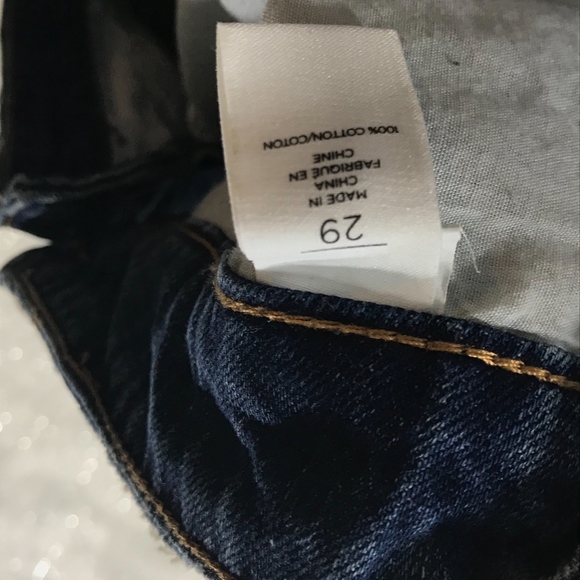 29
MADE IN
CHINA
FABRIQUÉ EN
CHINE
100% COTTON/COTON